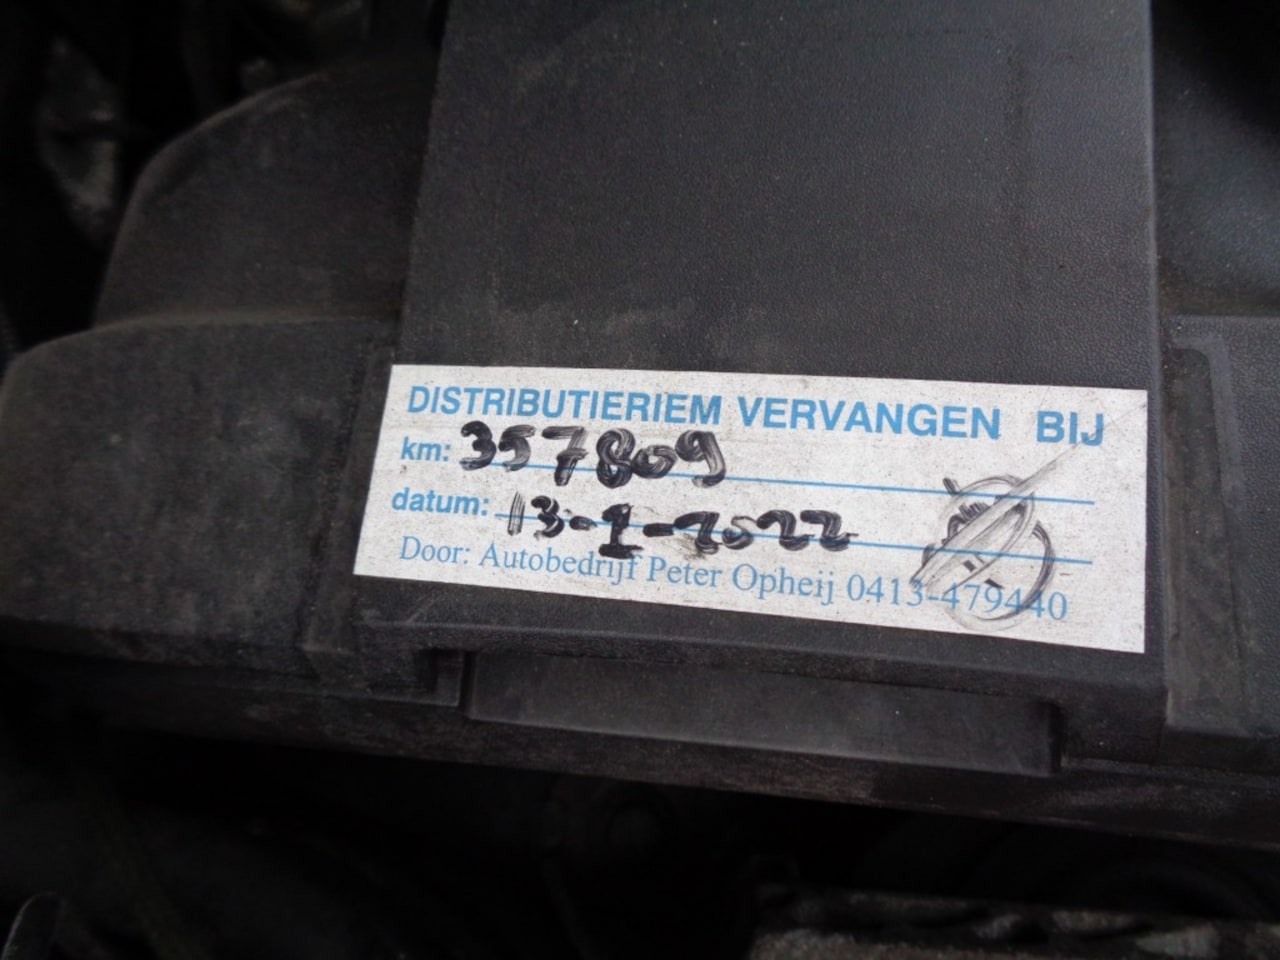 DISTRIBUTIERIEM VERVANGEN BIJ
km: 357809
datum: 13-1-2022
Door: Autobedrijf Peter Opheij 0413-479440